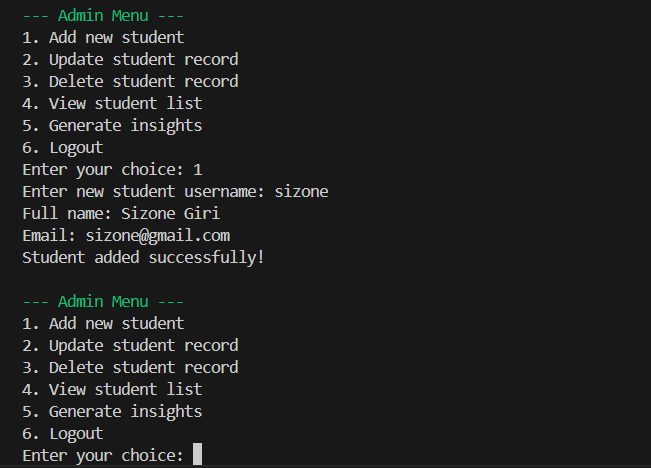 --- Admin Menu ---
1. Add new student
2. Update student record
3. Delete student record
4. View student list
5. Generate insights
6. Logout
Enter your choice: 1
Enter new student username: sizone
Full name: Sizone Giri
Email: sizone@gmail.com
Student added successfully!

--- Admin Menu ---
1. Add new student
2. Update student record
3. Delete student record
4. View student list
5. Generate insights
6. Logout
Enter your choice: